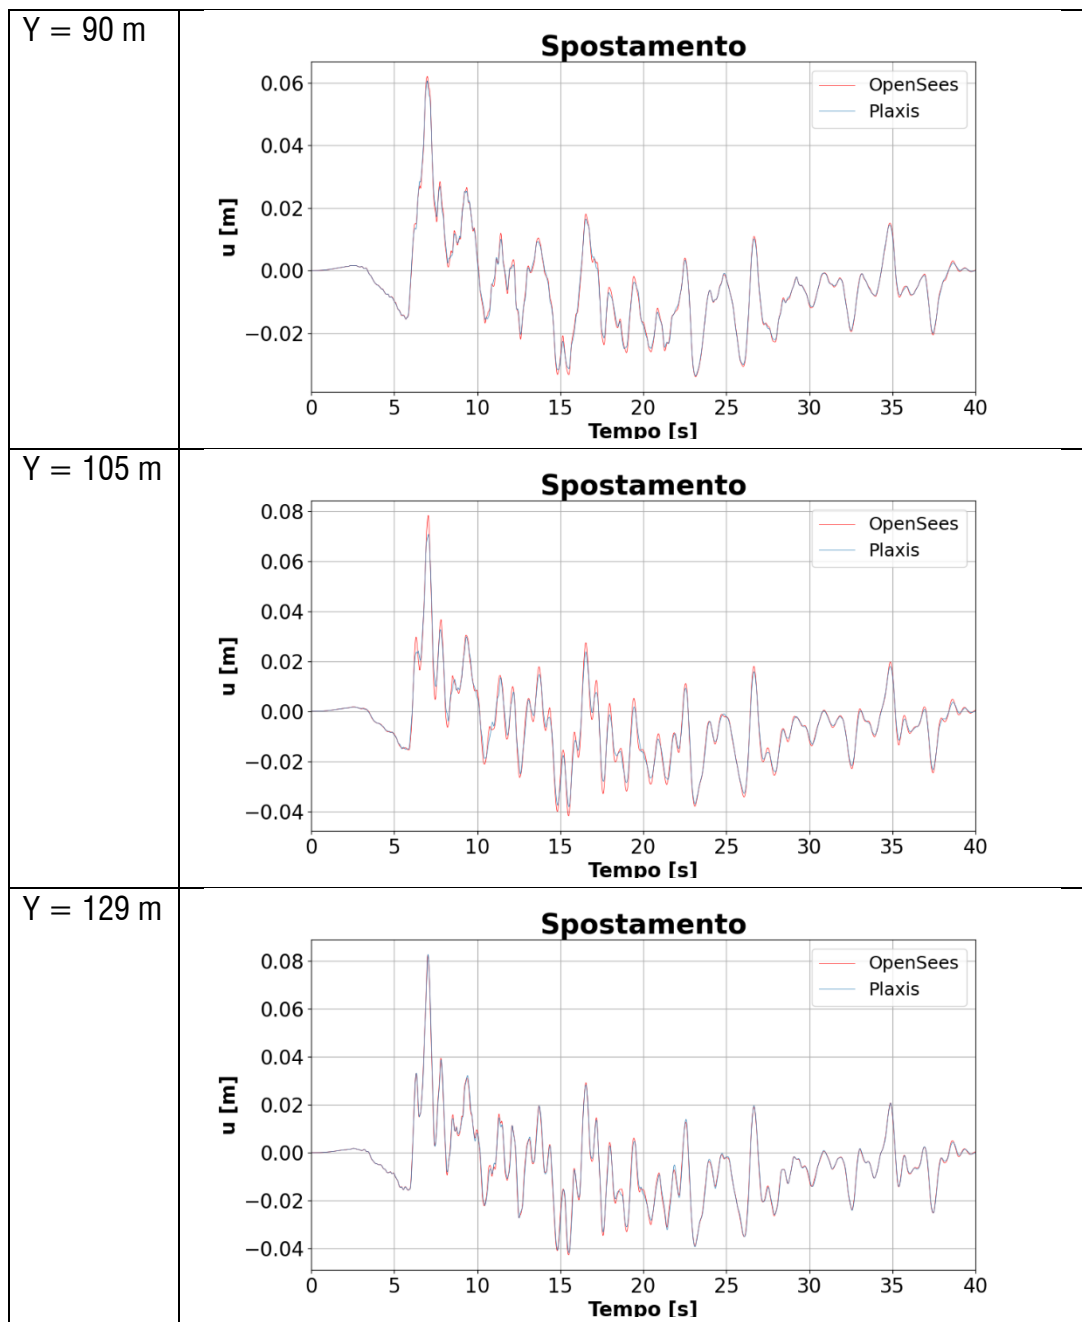 Y = 90 m
Spostamento
OpenSees
Plaxis
0.06
0.04
0.02
0.00
−0.02
u [m]
0 5 10 15 20 25 30 35 40
Tempo [s]
Y = 105 m
Spostamento
OpenSees
Plaxis
0.08
0.06
0.04
0.02
0.00
−0.02
−0.04
u [m]
0 5 10 15 20 25 30 35 40
Tempo [s]
Y = 129 m
Spostamento
OpenSees
Plaxis
0.08
0.06
0.04
0.02
0.00
−0.02
−0.04
u [m]
0 5 10 15 20 25 30 35 40
Tempo [s]